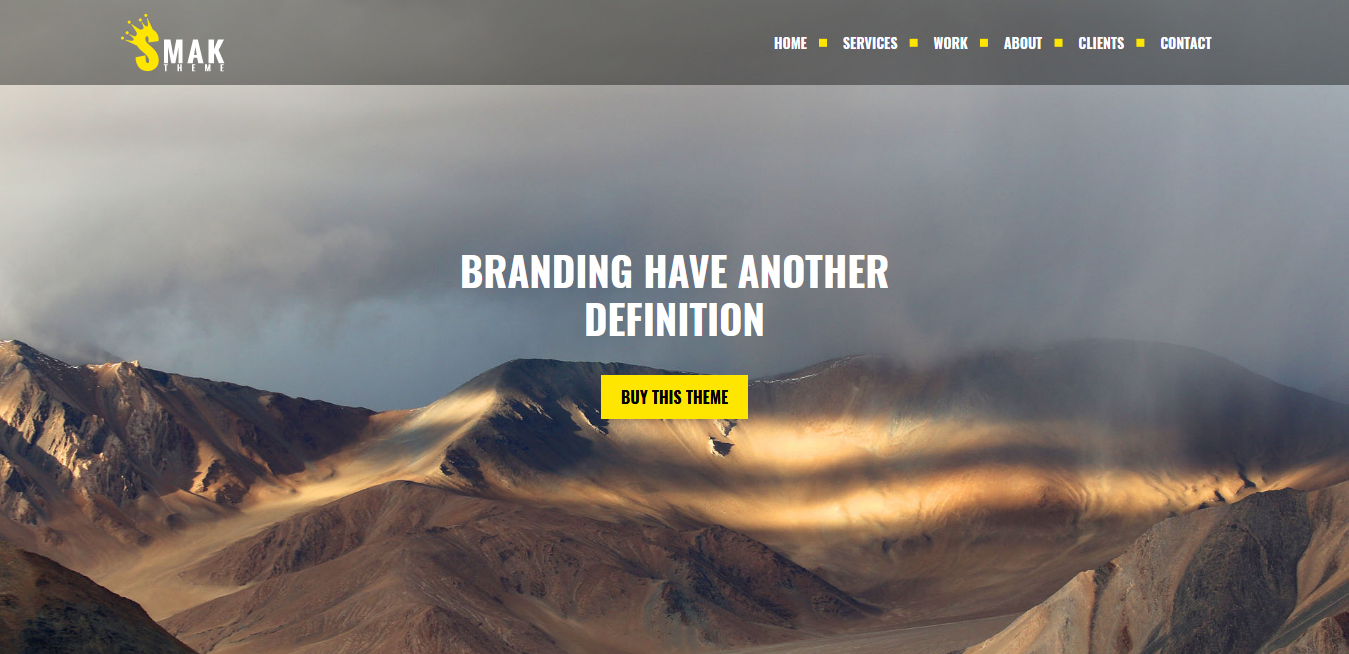 SMAK
THEME
HOME SERVICES WORK ABOUT CLIENTS CONTACT
BRANDING HAVE ANOTHER
DEFINITION
BUY THIS THEME